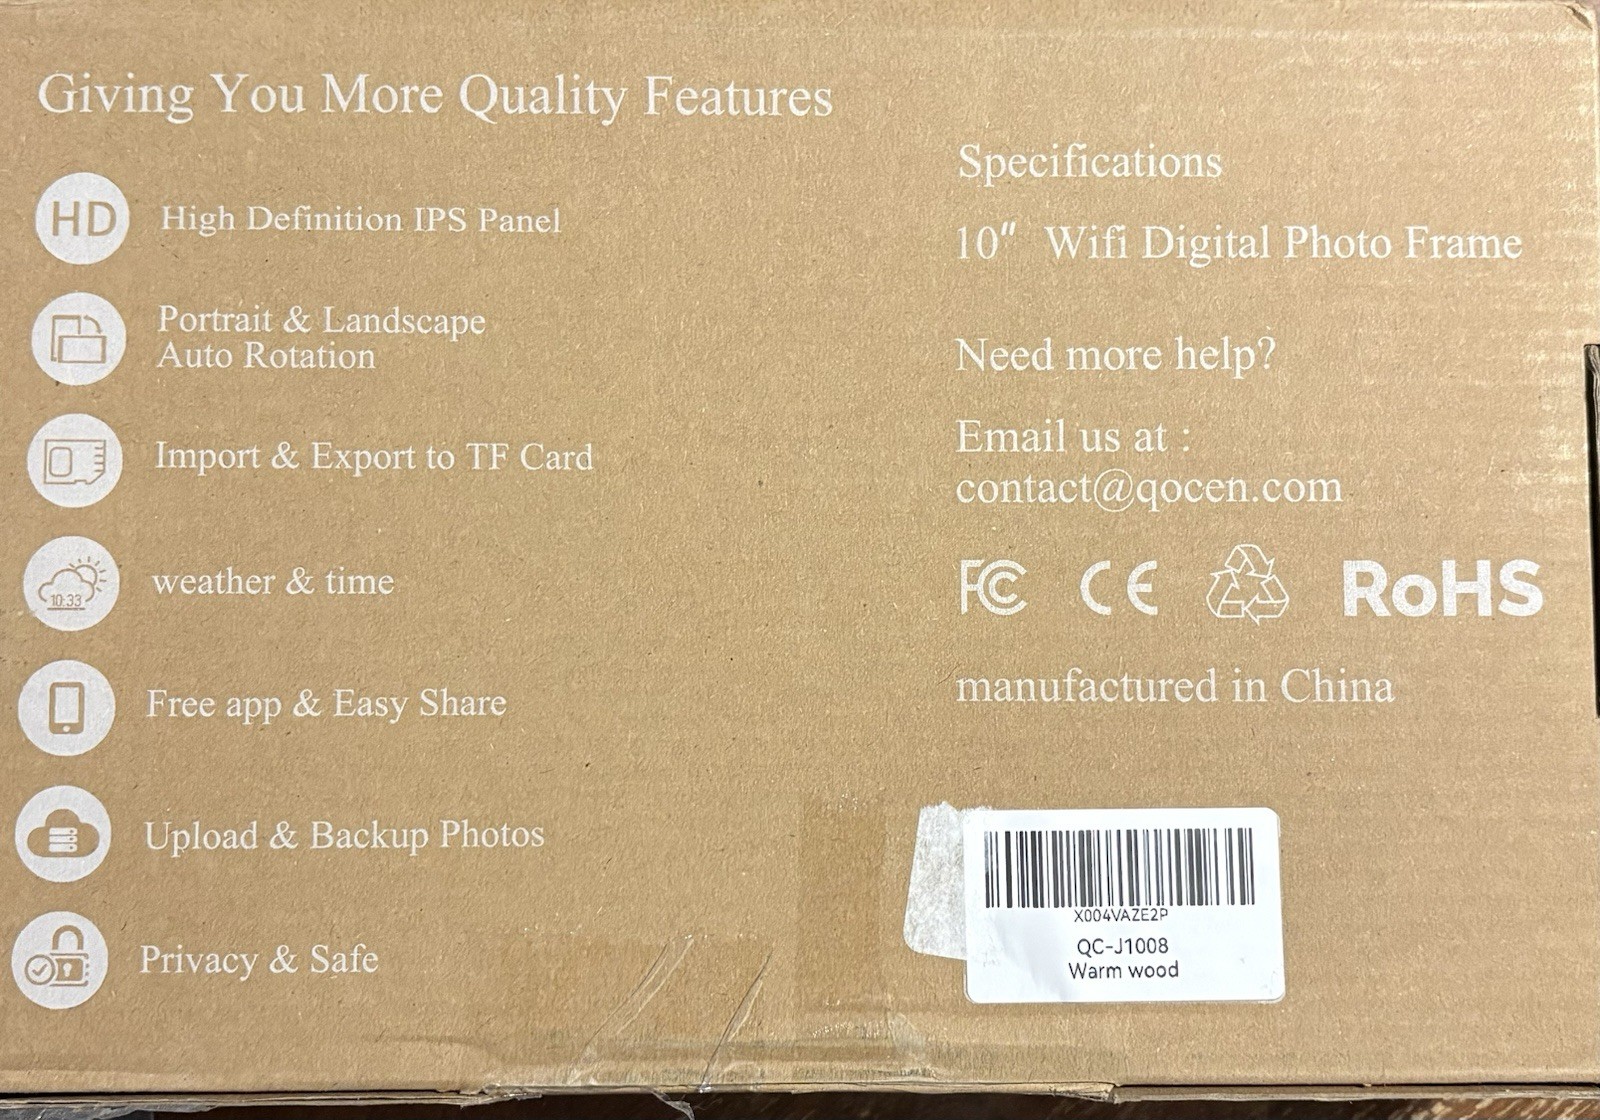 Giving You More Quality Features
HD
High Definition IPS Panel
Portrait & Landscape
Auto Rotation
Import & Export to TF Card
10:33
weather & time
Free app & Easy Share
Upload & Backup Photos
Privacy & Safe
Specifications
10" Wifi Digital Photo Frame
Need more help?
Email us at :
contact@qocen.com
FC CE RoHS
manufactured in China
X004VAZE2P
QC-J1008
Warm wood